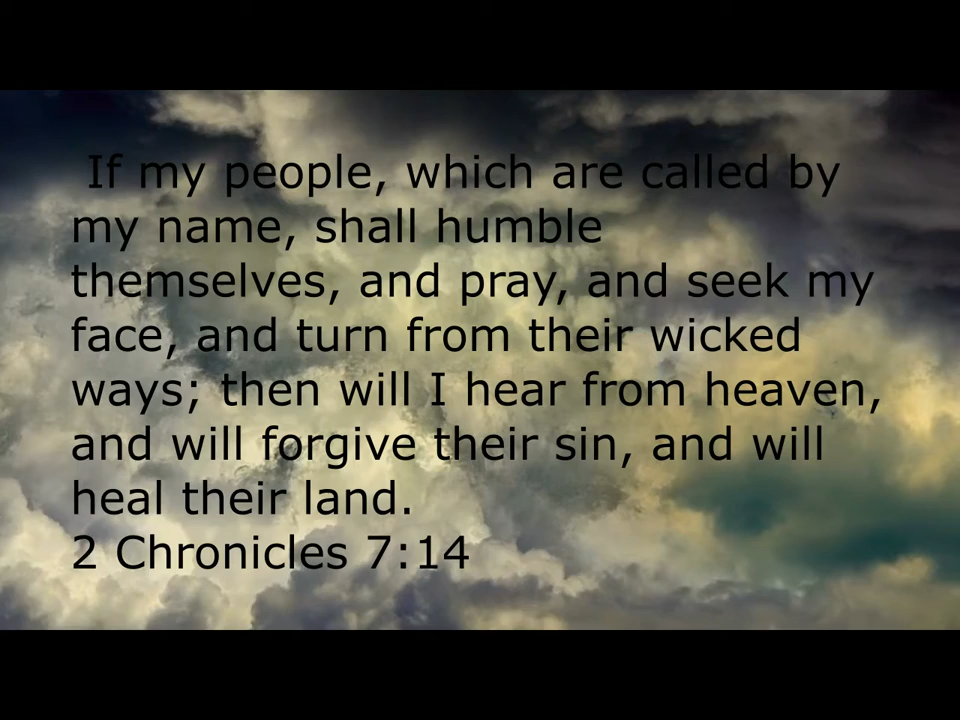 If my people, which are called by
my name, shall humble
themselves, and pray, and seek my
face, and turn from their wicked
ways; then will I hear from heaven,
and will forgive their sin, and will
heal their land.
2 Chronicles 7:14